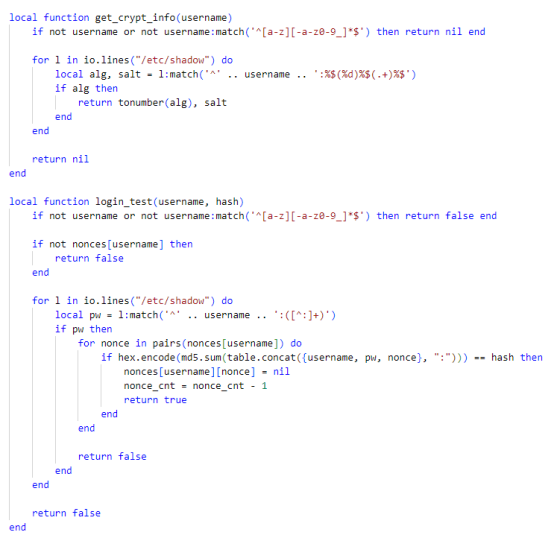 local function get_crypt_info(username)
if not username or not username:match('^[a-z][-a-z0-9_]*$') then return nil end
for l in io.lines("/etc/shadow") do
local alg, salt = l:match('^' .. username .. ':%$(%d)%$(.+)%$')
if alg then
return tonumber(alg), salt
end
end
return nil
end
local function login_test(username, hash)
if not username or not username:match('^[a-z][-a-z0-9_]*$') then return false end
if not nonces[username] then
return false
end
for l in io.lines("/etc/shadow") do
local pw = l:match('^' .. username .. ':([^:]+)')
if pw then
for nonce in pairs(nonces[username]) do
if hex.encode(md5.sum(table.concat({username, pw, nonce}, ":"))) == hash then
nonces[username][nonce] = nil
nonce_cnt = nonce_cnt - 1
return true
end
end
return false
end
end
return false
end